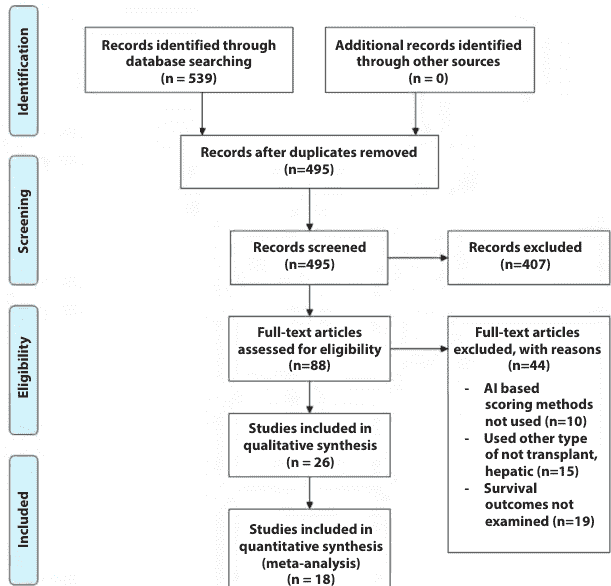 Identification
Records identified through
database searching
(n = 539)
Additional records identified
through other sources
(n = 0)
Records after duplicates removed
(n=495)
Screening
Records screened
(n=495)
Records excluded
(n=407)
Eligibility
Full-text articles
assessed for eligibility
(n=88)
Full-text articles
excluded, with reasons
(n=44)
- AI based
scoring methods
not used (n=10)
- Used other type
of not transplant,
hepatic (n=15)
- Survival
outcomes not
examined (n=19)
Studies included in
qualitative synthesis
(n = 26)
Included
Studies included in
quantitative synthesis
(meta-analysis)
(n = 18)